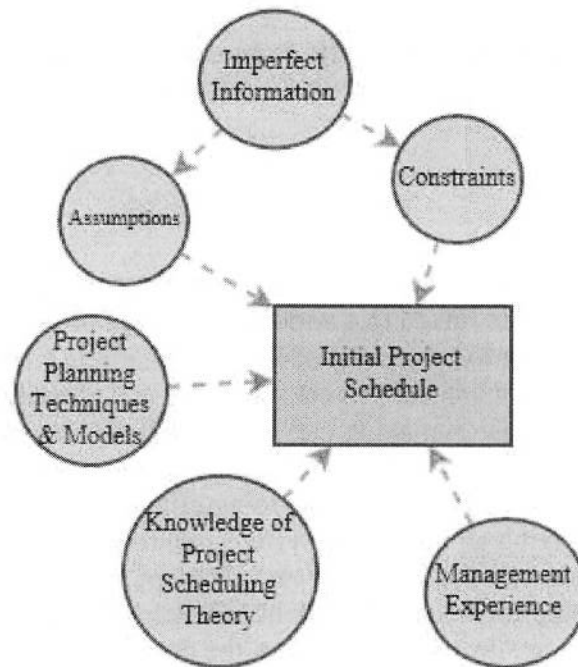 Imperfect
Information
Constraints
Assumptions
Project
Planning
Techniques
& Models
Initial Project
Schedule
Knowledge of
Project
Scheduling
Theory
Management
Experience